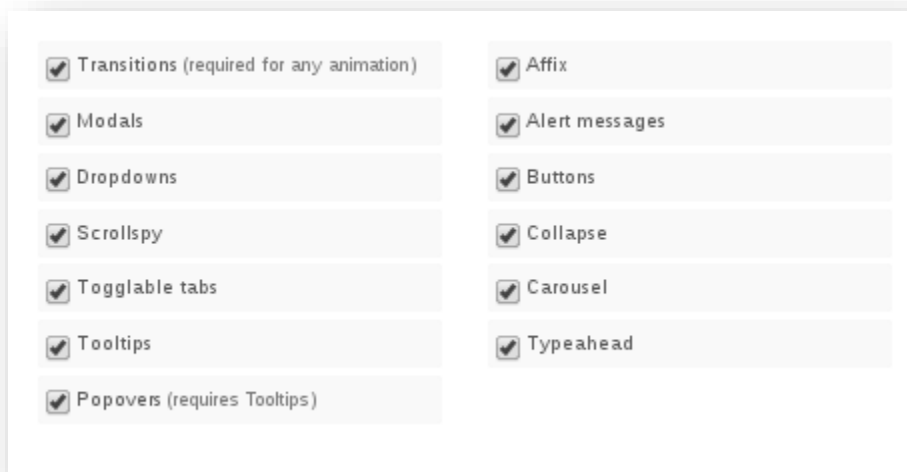 Transitions (required for any animation)
Modals
Dropdowns
Scrollspy
Togglable tabs
Tooltips
Popovers (requires Tooltips)
Affix
Alert messages
Buttons
Collapse
Carousel
Typeahead